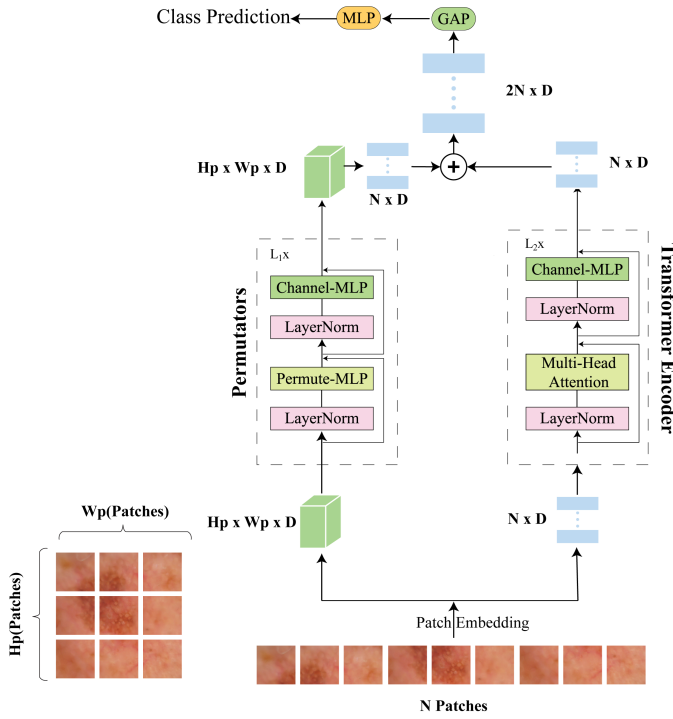 Class Prediction
MLP
GAP
2N x D
Hp x Wp x D
N x D
+
N x D
L₁x
Channel-MLP
LayerNorm
Permute-MLP
LayerNorm
Permutators
L₂x
Channel-MLP
LayerNorm
Multi-Head
Attention
LayerNorm
Transformer Encoder
Hp x Wp x D
N x D
Wp(Patches)
Hp(Patches)
Patch Embedding
N Patches